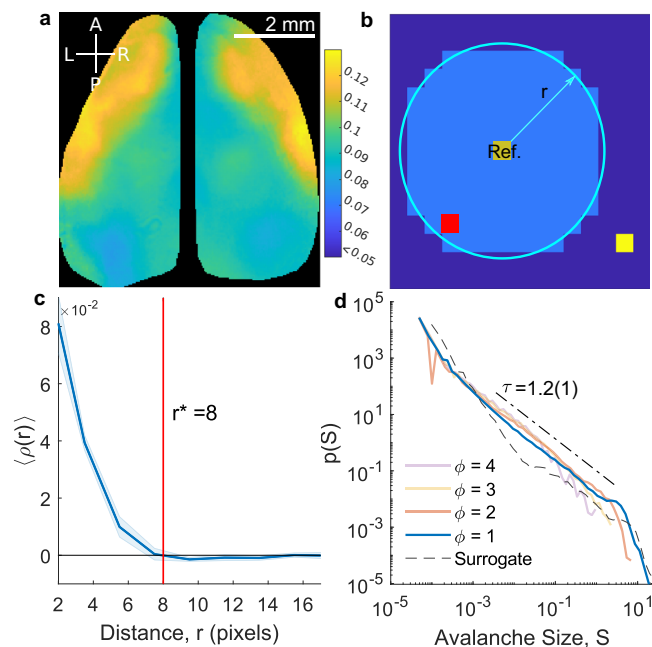 a
A
L R
P
2 mm
0.12
0.11
0.1
0.09
0.08
0.07
0.06
<0.05
b
r
Ref.
c
×10⁻²
8
6
4
2
0
⟨ρ(r)⟩
r* =8
2 4 6 8 10 12 14 16
Distance, r (pixels)
d
10⁵
10³
10¹
10⁻¹
10⁻³
10⁻⁵
p(S)
τ =1.2(1)
ϕ = 4
ϕ = 3
ϕ = 2
ϕ = 1
Surrogate
10⁻⁵ 10⁻³ 10⁻¹ 10¹
Avalanche Size, S